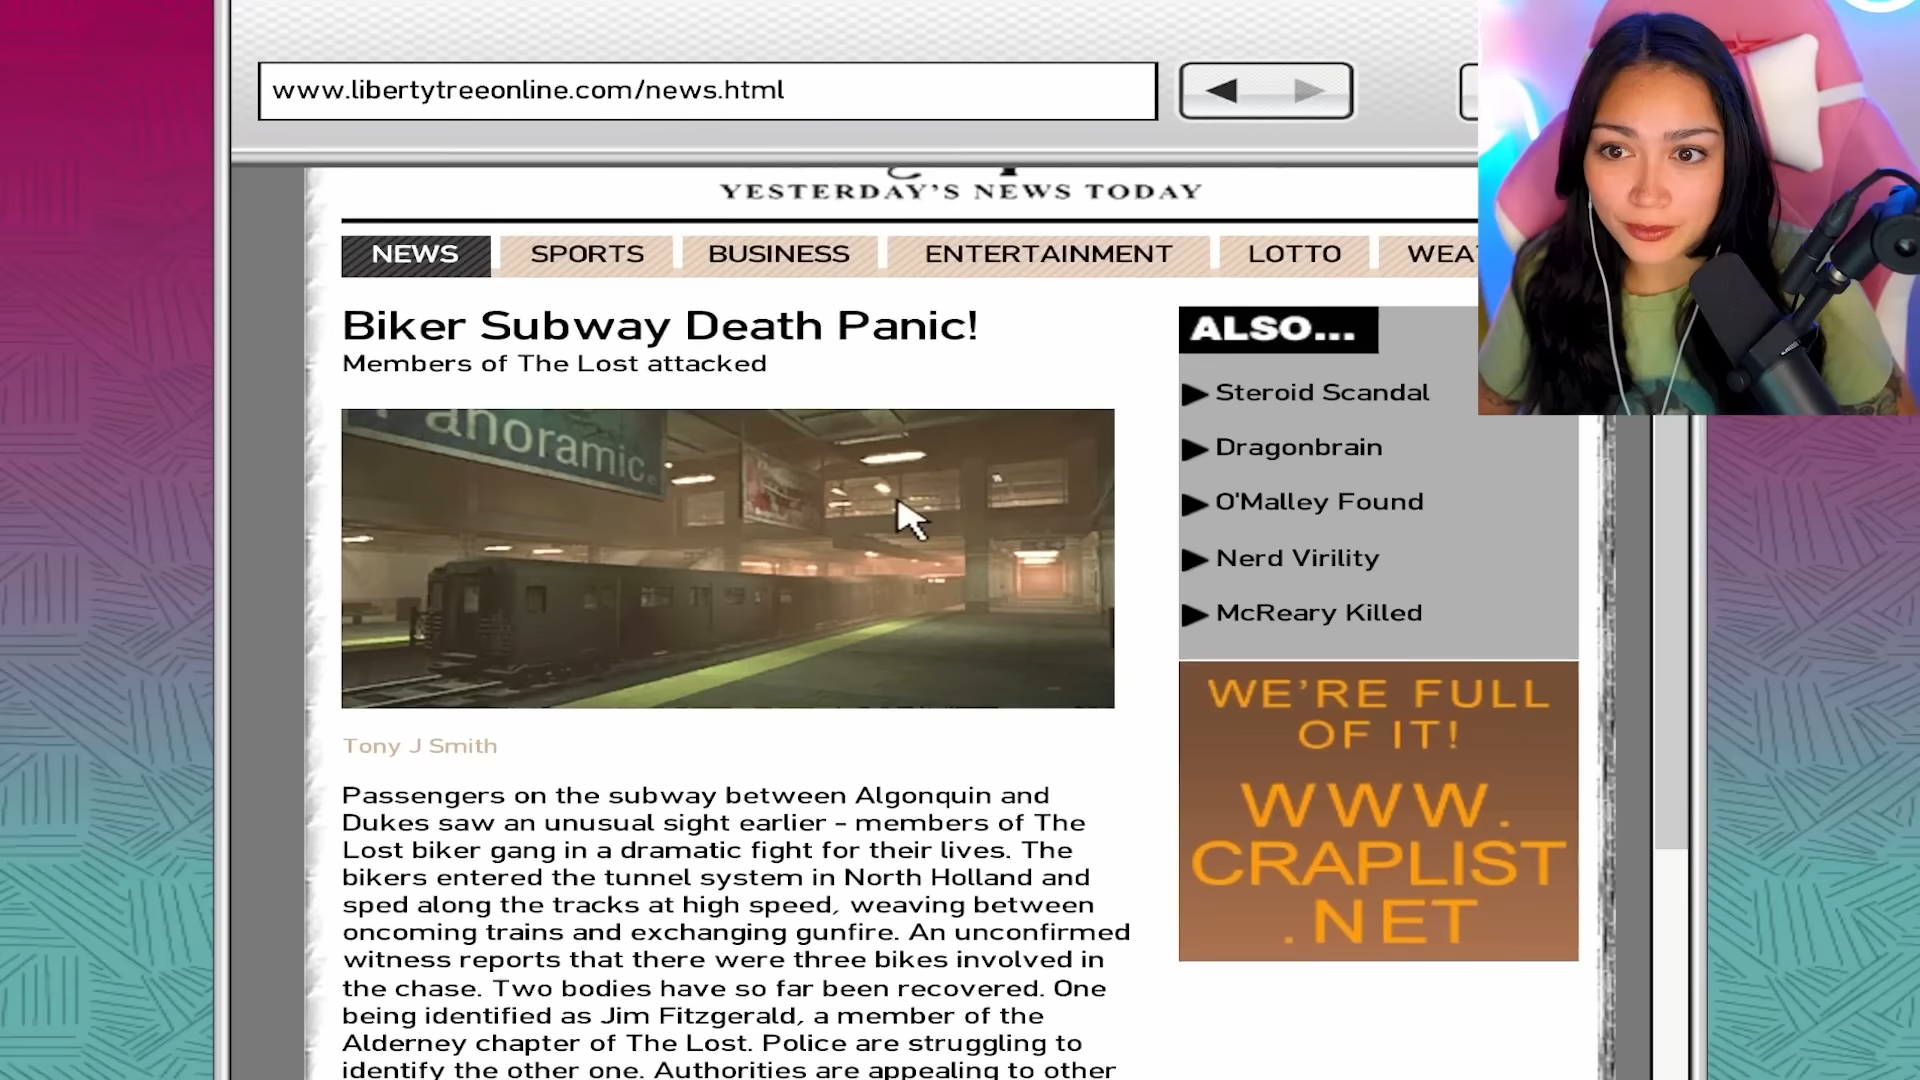 www.libertytreeonline.com/news.html
YESTERDAY'S NEWS TODAY
NEWS
SPORTS
BUSINESS
ENTERTAINMENT
LOTTO
WEA
Biker Subway Death Panic!
Members of The Lost attacked
Panoramic
Tony J Smith
Passengers on the subway between Algonquin and
Dukes saw an unusual sight earlier - members of The
Lost biker gang in a dramatic fight for their lives. The
bikers entered the tunnel system in North Holland and
sped along the tracks at high speed, weaving between
oncoming trains and exchanging gunfire. An unconfirmed
witness reports that there were three bikes involved in
the chase. Two bodies have so far been recovered. One
being identified as Jim Fitzgerald, a member of the
Alderney chapter of The Lost. Police are struggling to
identify the other one. Authorities are appealing to other
ALSO...
Steroid Scandal
Dragonbrain
O'Malley Found
Nerd Virility
McReary Killed
WE'RE FULL
OF IT!
WWW.
CRAPLIST
.NET